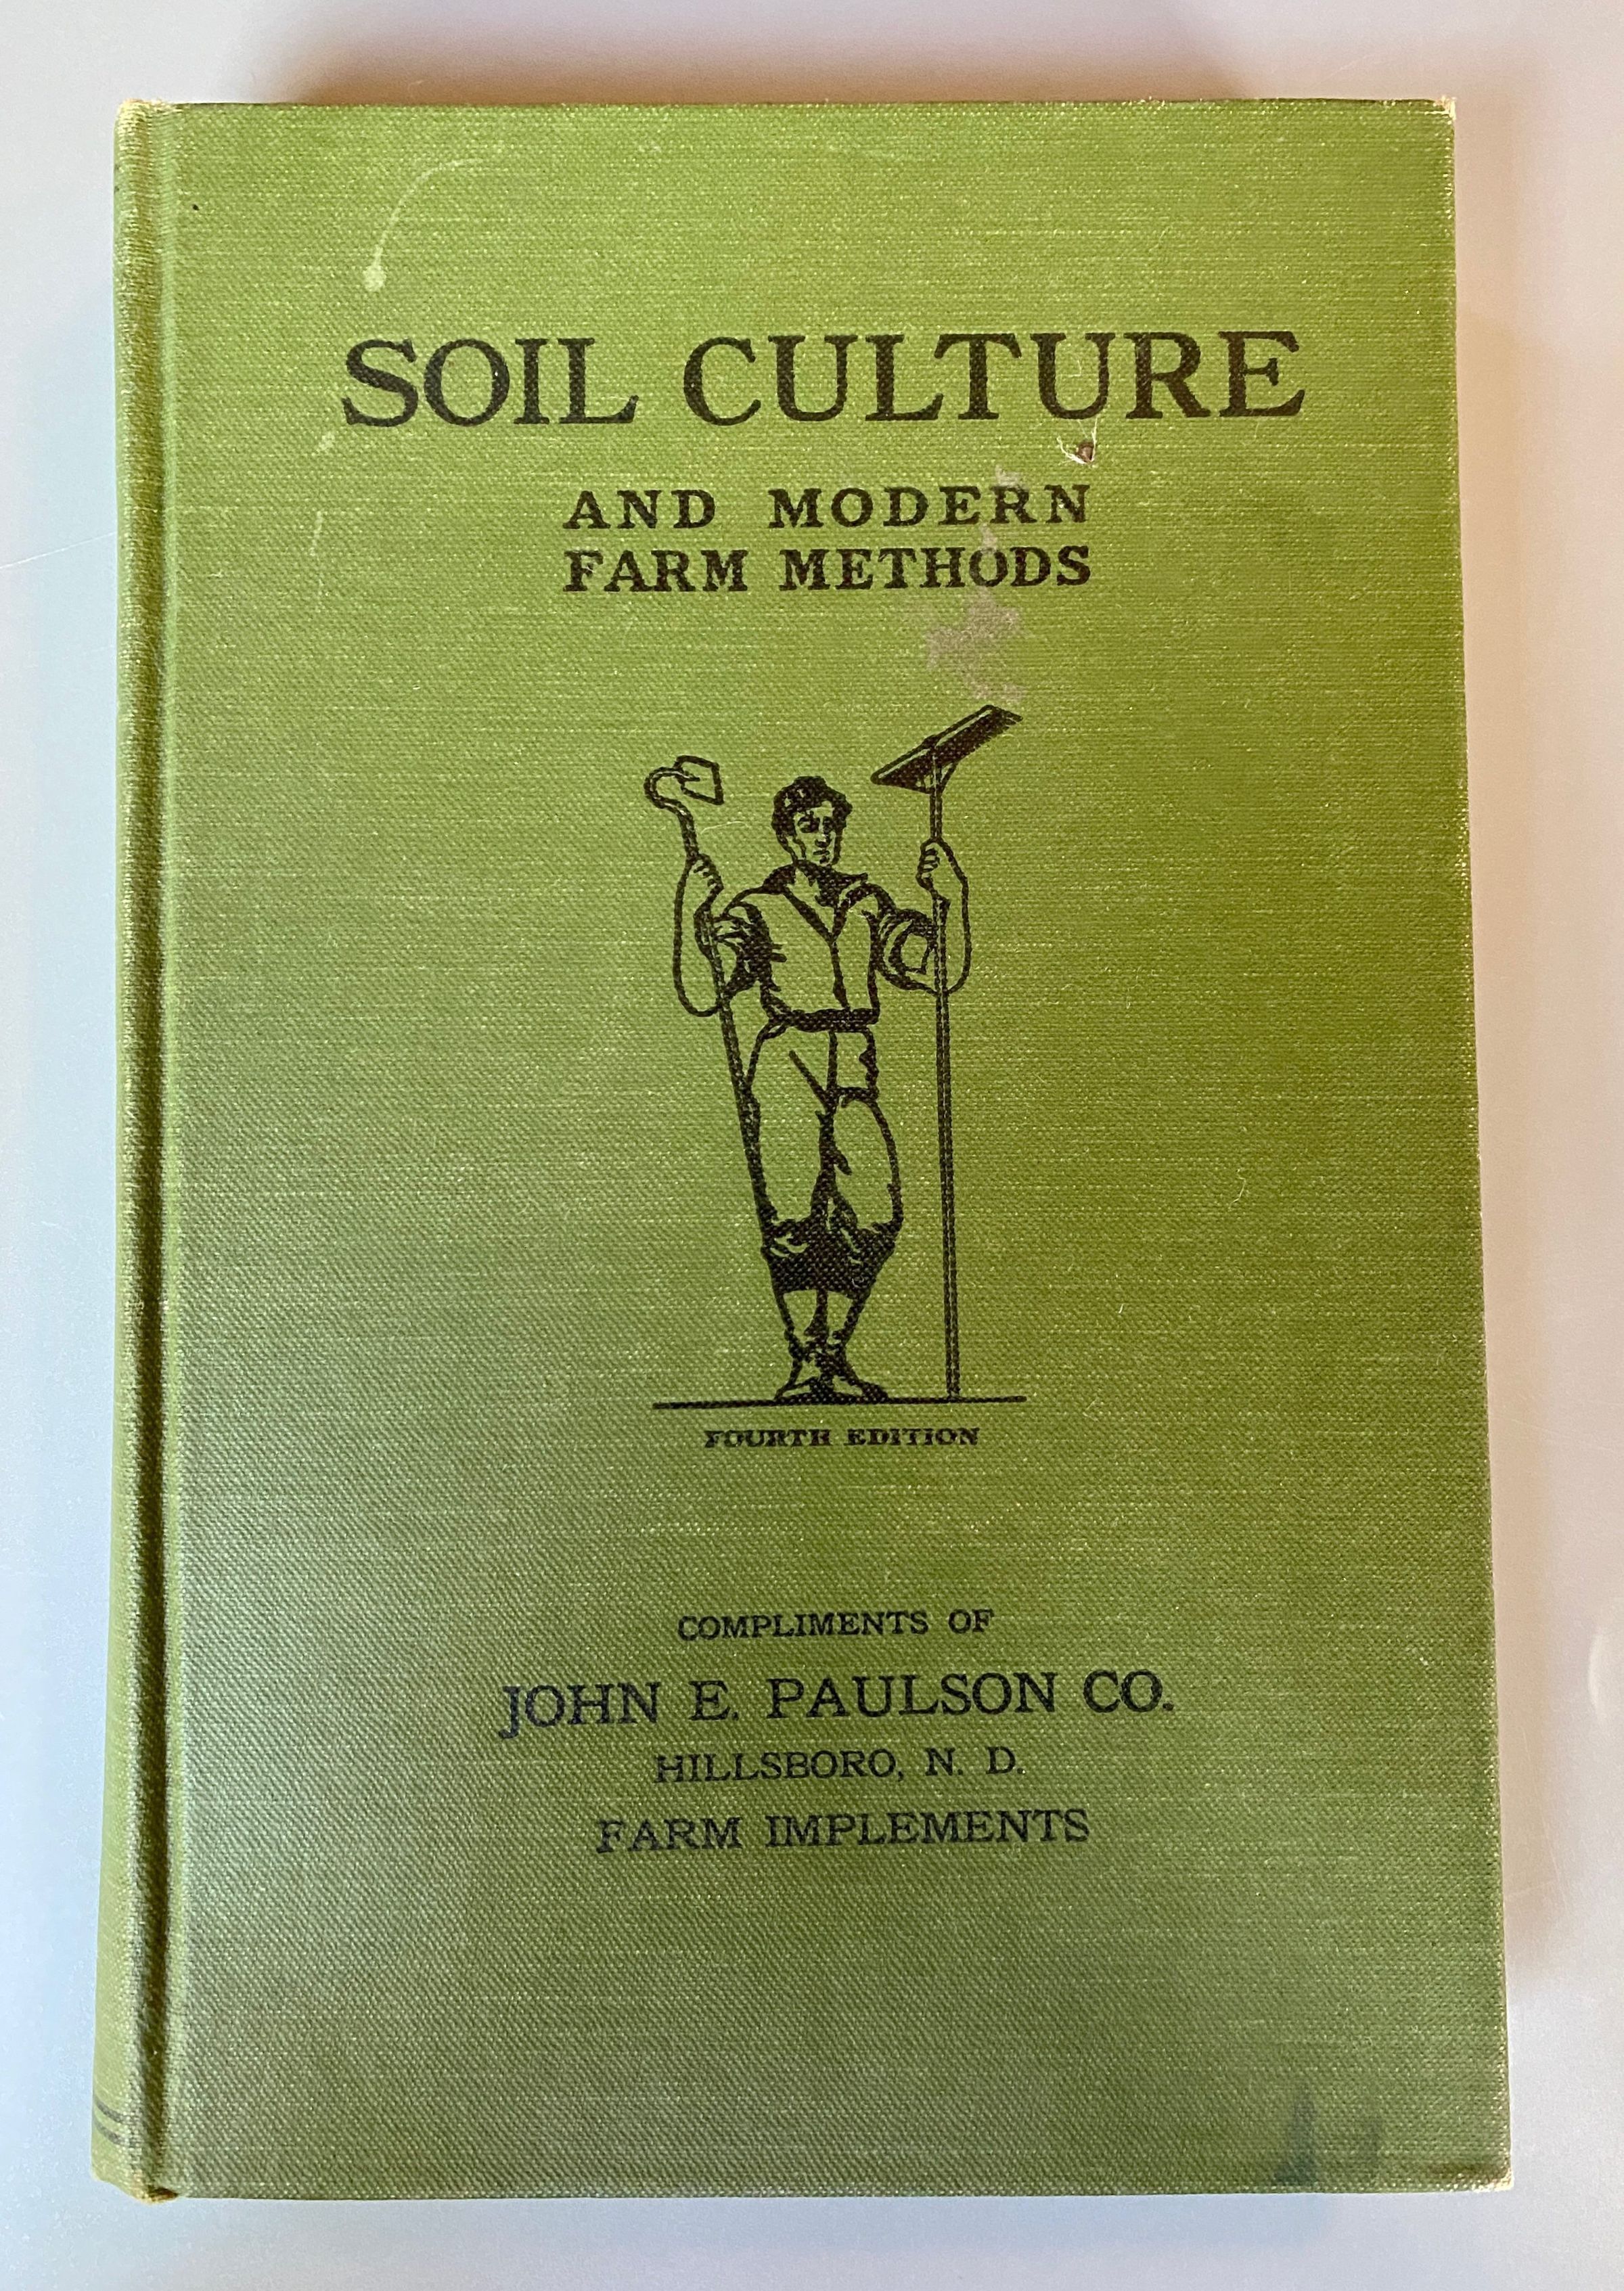 SOIL CULTURE
AND MODERN
FARM METHODS
FOURTH EDITION
COMPLIMENTS OF
JOHN E. PAULSON CO.
HILLSBORO, N. D.
FARM IMPLEMENTS